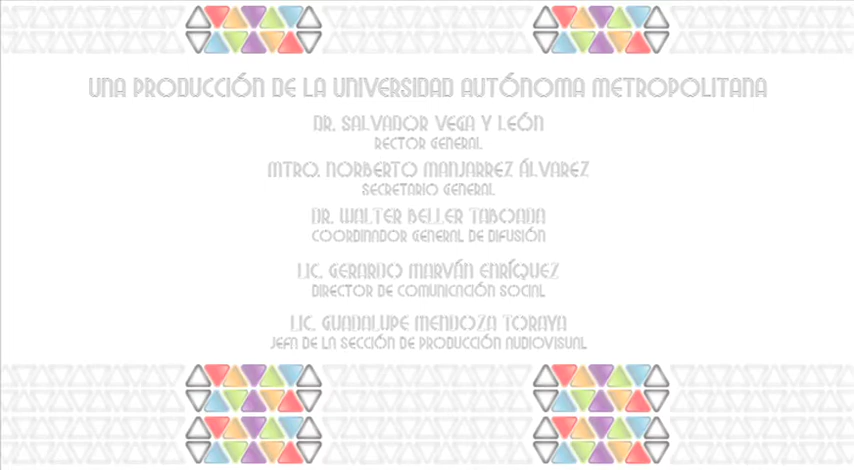 UNA PRODUCCIÓN DE LA UNIVERSIDAD AUTÓNOMA METROPOLITANA
DR. SALVADOR VEGA Y LEÓN
RECTOR GENERAL
MTRO. NORBERTO MANJARREZ ÁLVAREZ
SECRETARIO GENERAL
DR. WALTER BELLER TABOADA
COORDINADOR GENERAL DE DIFUSIÓN
LIC. GERARDO MARVÁN ENRÍQUEZ
DIRECTOR DE COMUNICACIÓN SOCIAL
LIC. GUADALUPE MENDOZA TORAYA
JEFA DE LA SECCIÓN DE PRODUCCIÓN AUDIOVISUAL